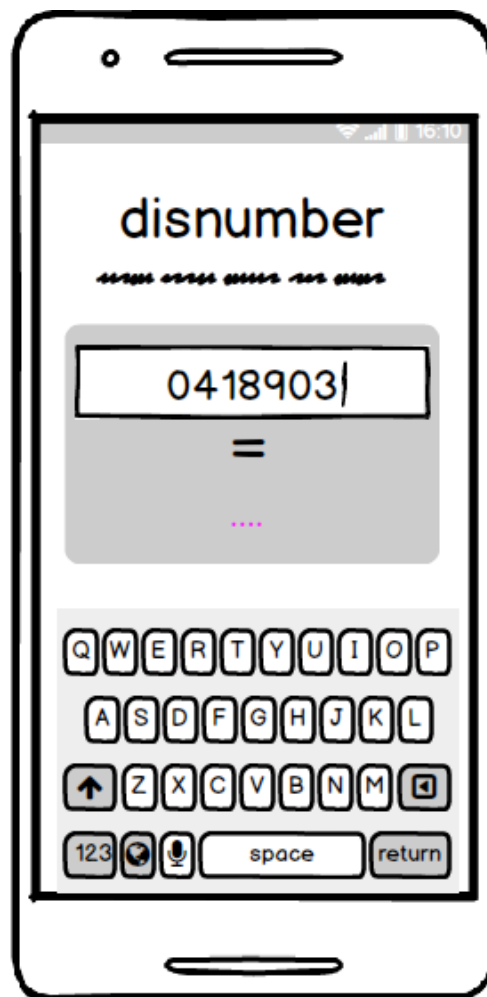 16:10
disnumber
0418903
=
....
Q W E R T Y U I O P
A S D F G H J K L
Z X C V B N M
123 space return